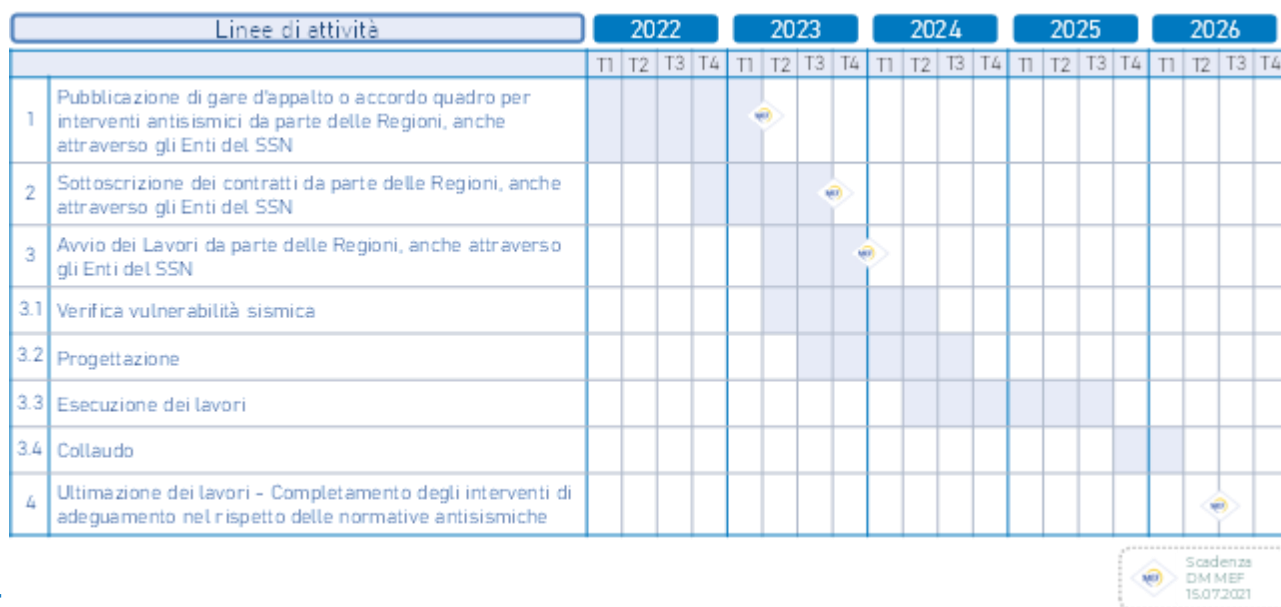 Linee di attività 2022 2023 2024 2025 2026
T1 T2 T3 T4 T1 T2 T3 T4 T1 T2 T3 T4 T1 T2 T3 T4 T1 T2 T3 T4
1 Pubblicazione di gare d'appalto o accordo quadro per
interventi antisismici da parte delle Regioni, anche
attraverso gli Enti del SSN
MEF
2 Sottoscrizione dei contratti da parte delle Regioni, anche
attraverso gli Enti del SSN
MEF
3 Avvio dei Lavori da parte delle Regioni, anche attraverso
gli Enti del SSN
MEF
3.1 Verifica vulnerabilità sismica
3.2 Progettazione
3.3 Esecuzione dei lavori
3.4 Collaudo
4 Ultimazione dei lavori - Completamento degli interventi di
adeguamento nel rispetto delle normative antisismiche
MEF
MEF
Scadenza
DM MEF
15.07.2021